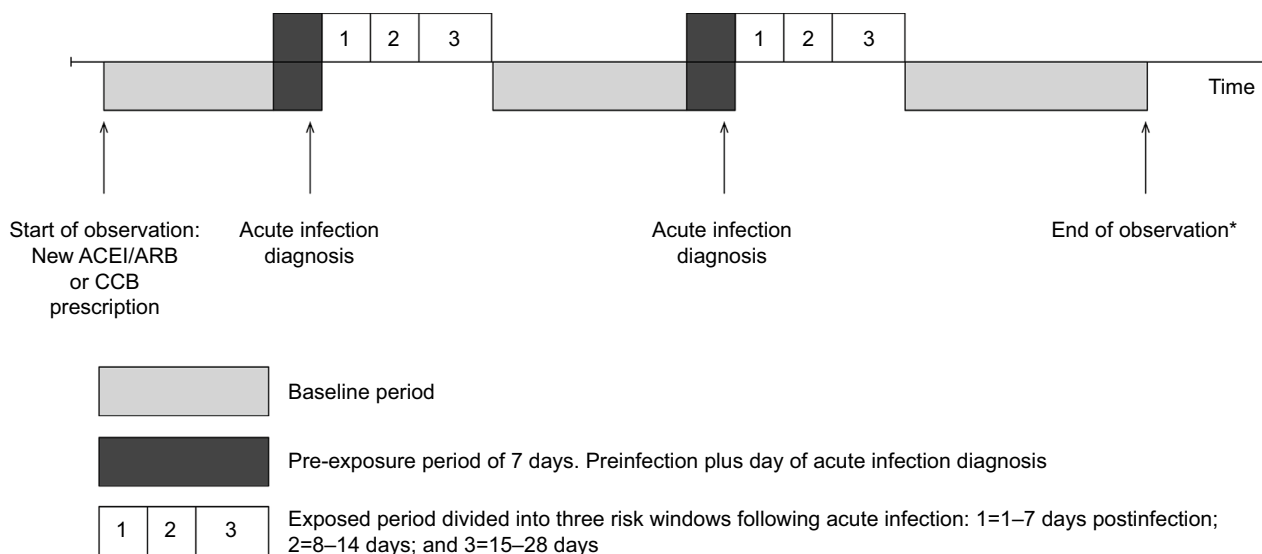 1 2 3 1 2 3
Time
Start of observation:
New ACEI/ARB
or CCB
prescription
Acute infection
diagnosis
Acute infection
diagnosis
End of observation*
Baseline period
Pre-exposure period of 7 days. Preinfection plus day of acute infection diagnosis
1 2 3
Exposed period divided into three risk windows following acute infection: 1=1–7 days postinfection;
2=8–14 days; and 3=15–28 days